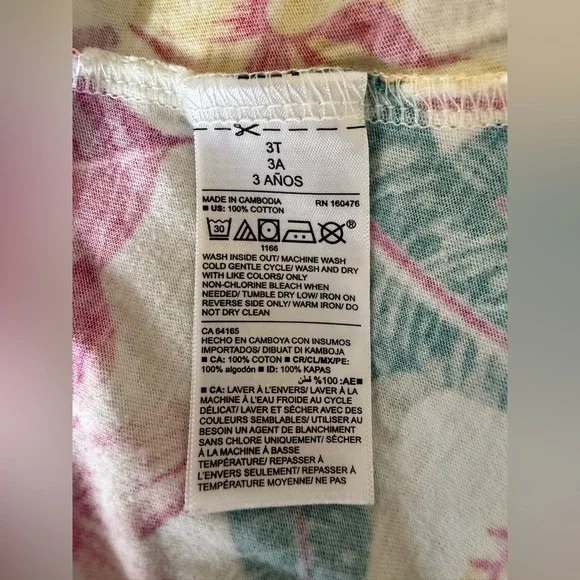 3T
3A
3 AÑOS
MADE IN CAMBODIA RN 160476
■ US: 100% COTTON
30 ®
1166
WASH INSIDE OUT/ MACHINE WASH
COLD GENTLE CYCLE/ WASH AND DRY
WITH LIKE COLORS/ ONLY
NON-CHLORINE BLEACH WHEN
NEEDED/ TUMBLE DRY LOW/ IRON ON
REVERSE SIDE ONLY/ WARM IRON/ DO
NOT DRY CLEAN
CA 64165
HECHO EN CAMBOYA CON INSUMOS
IMPORTADOS/ DIBUAT DI KAMBOJA
■ CA: 100% COTON ■ CR/CL/MX/PE:
100% algodón ■ ID: 100% KAPAS
■ AE: 100% قطن
■ CA: LAVER À L'ENVERS/ LAVER À LA
MACHINE À L'EAU FROIDE AU CYCLE
DÉLICAT/ LAVER ET SÉCHER AVEC DES
COULEURS SEMBLABLES/ UTILISER AU
BESOIN UN AGENT DE BLANCHIMENT
SANS CHLORE UNIQUEMENT/ SÉCHER
À LA MACHINE À BASSE
TEMPÉRATURE/ REPASSER À
L'ENVERS SEULEMENT/ REPASSER À
TEMPÉRATURE MOYENNE/ NE PAS